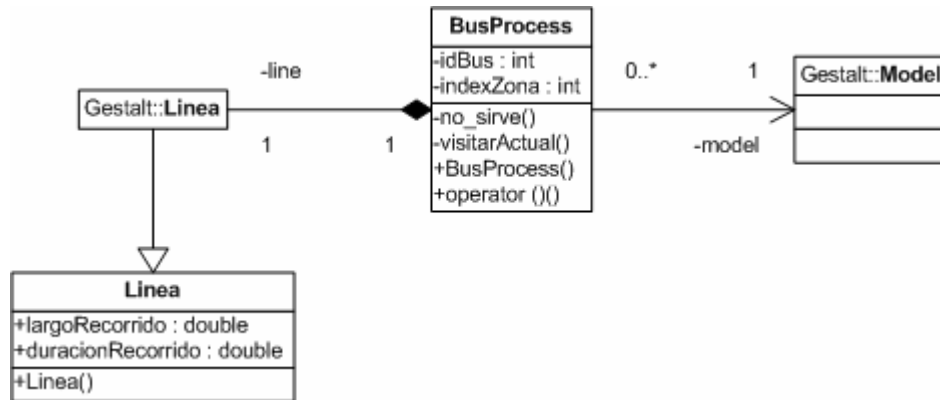 BusProcess
-idBus : int
-indexZona : int
-no_sirve()
-visitarActual()
+BusProcess()
+operator ()()
-line
1
1
Gestalt::Linea
0..*
1
-model
Gestalt::Model
Linea
+largoRecorrido : double
+duracionRecorrido : double
+Linea()